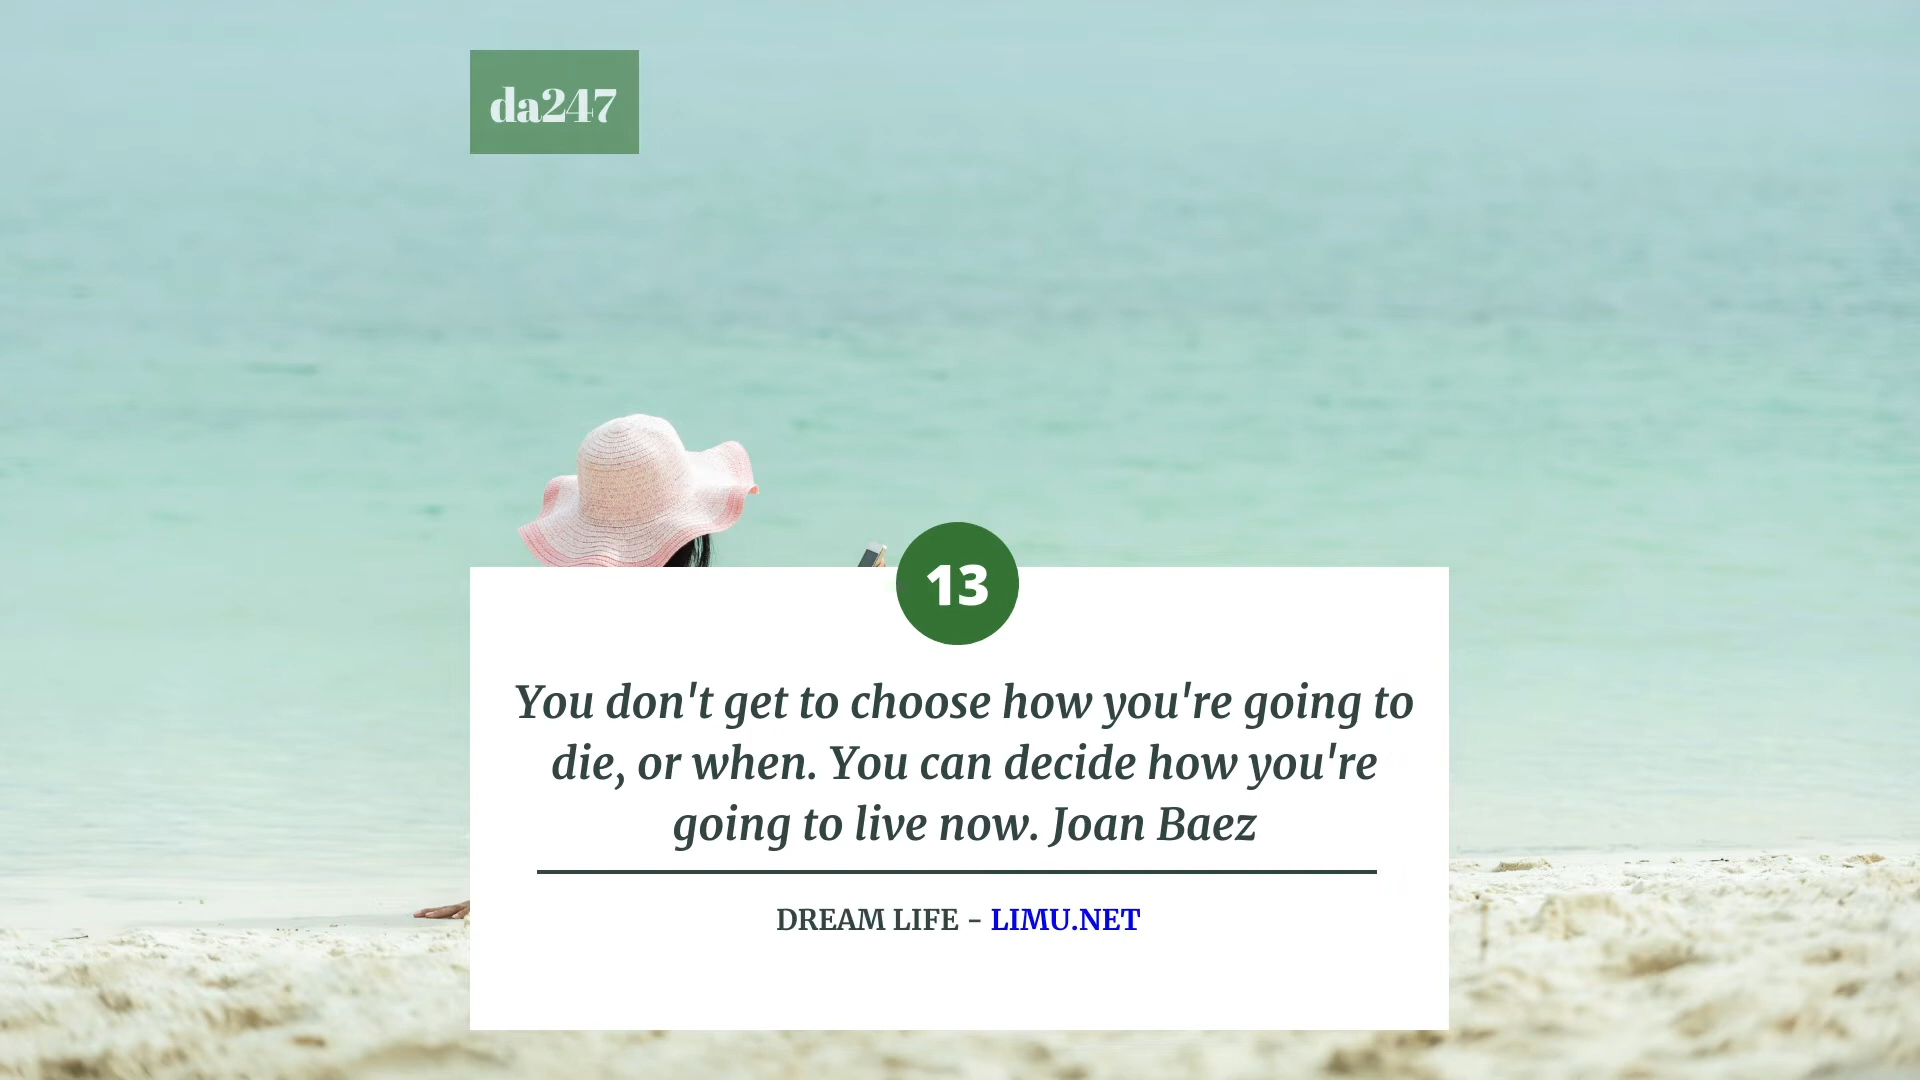 da247
13
You don't get to choose how you're going to
die, or when. You can decide how you're
going to live now. Joan Baez
DREAM LIFE - LIMU.NET